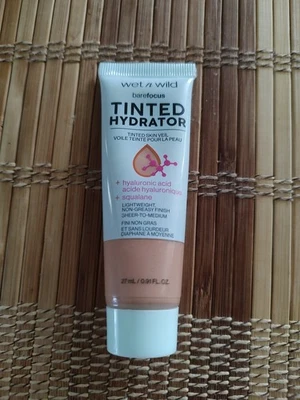 wet n wild
barefocus
TINTED
HYDRATOR
TINTED SKIN VEIL
VOILE TEINTÉ POUR LA PEAU
+ hyaluronic acid
acide hyaluronique
+ squalane
LIGHTWEIGHT,
NON-GREASY FINISH
SHEER-TO-MEDIUM
FINI NON GRAS
ET SANS LOURDEUR
DIAPHANE À MOYENNE
27 mL / 0.91 FL. OZ.